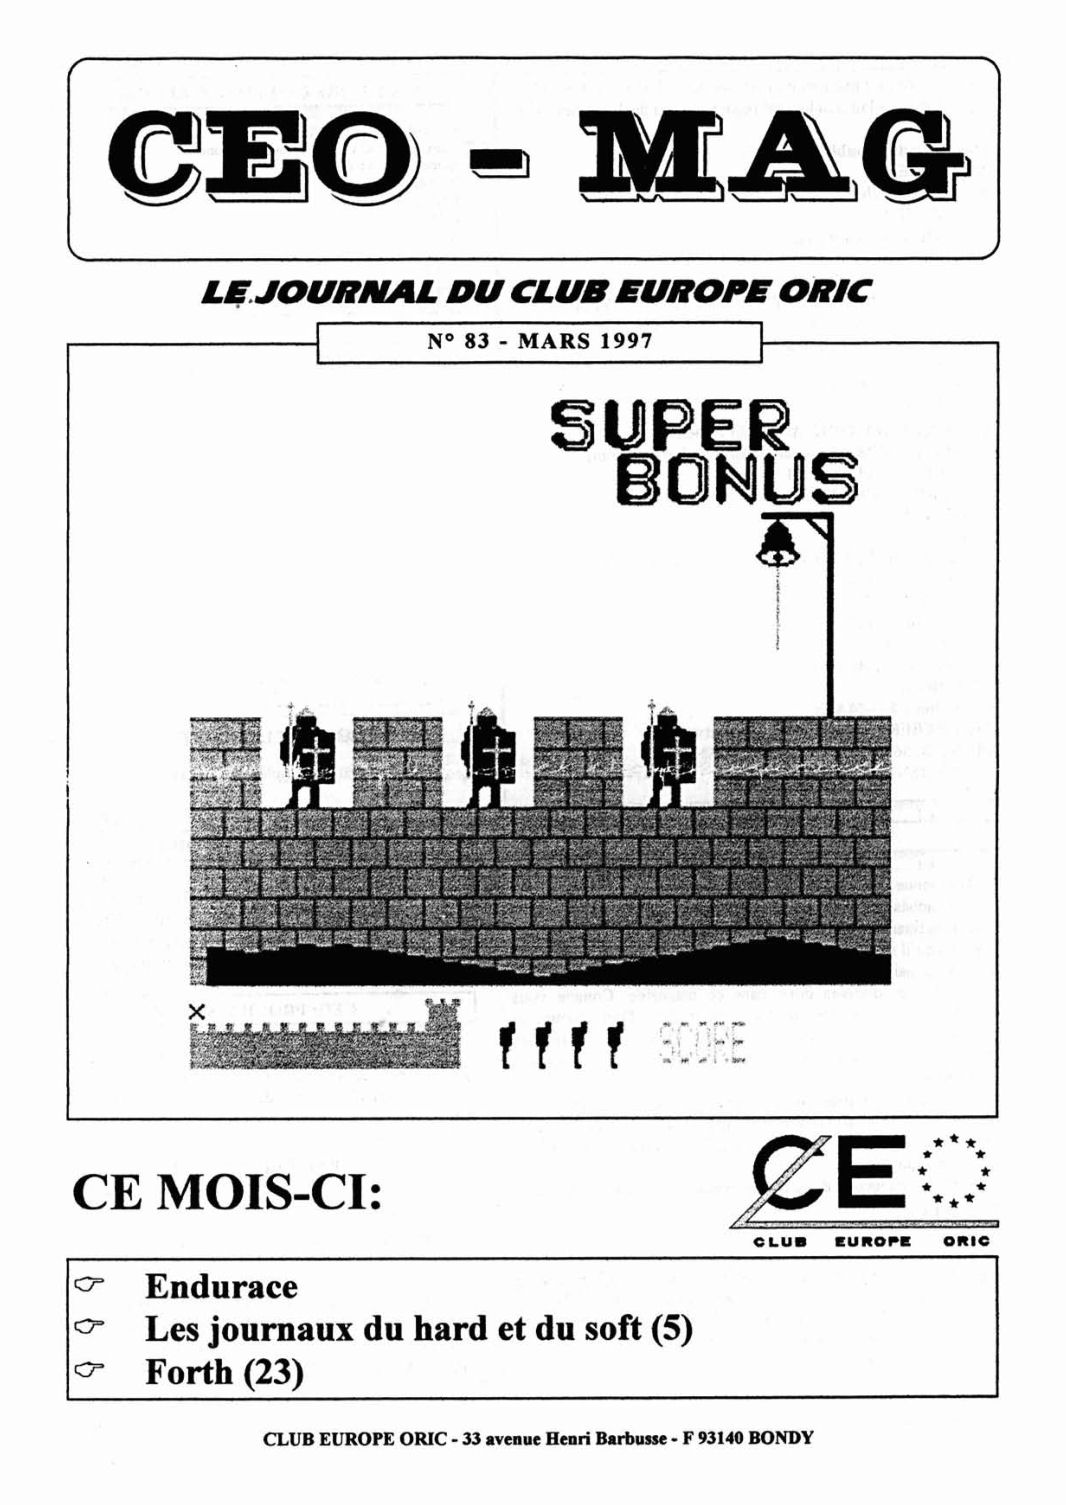 CEO - MAG
LE JOURNAL DU CLUB EUROPE ORIC
N° 83 - MARS 1997
SUPER
BONUS
SCORE
CE MOIS-CI:
CEO
CLUB EUROPE ORIC
Endurace
Les journaux du hard et du soft (5)
Forth (23)
CLUB EUROPE ORIC - 33 avenue Henri Barbusse - F 93140 BONDY